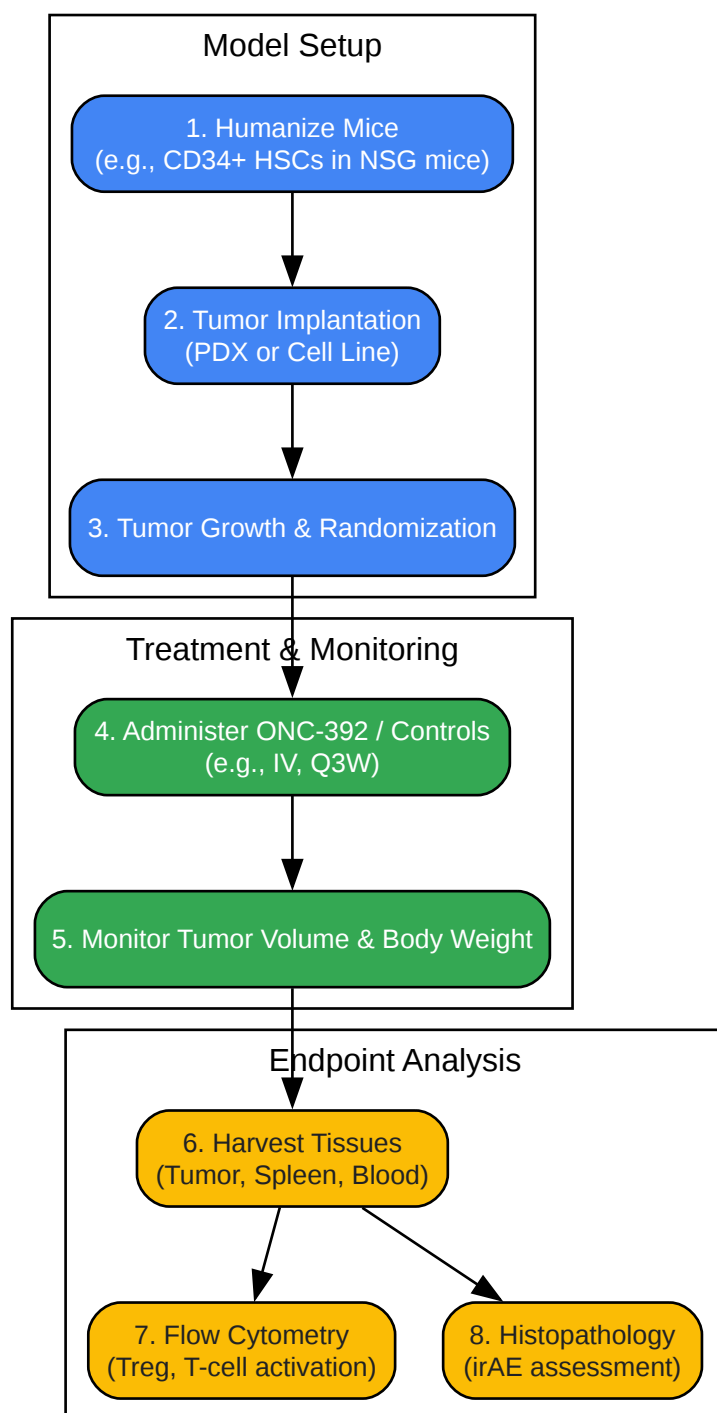 Model Setup
1. Humanize Mice
(e.g., CD34+ HSCs in NSG mice)
2. Tumor Implantation
(PDX or Cell Line)
3. Tumor Growth & Randomization
Treatment & Monitoring
4. Administer ONC-392 / Controls
(e.g., IV, Q3W)
5. Monitor Tumor Volume & Body Weight
Endpoint Analysis
6. Harvest Tissues
(Tumor, Spleen, Blood)
7. Flow Cytometry
(Treg, T-cell activation)
8. Histopathology
(irAE assessment)